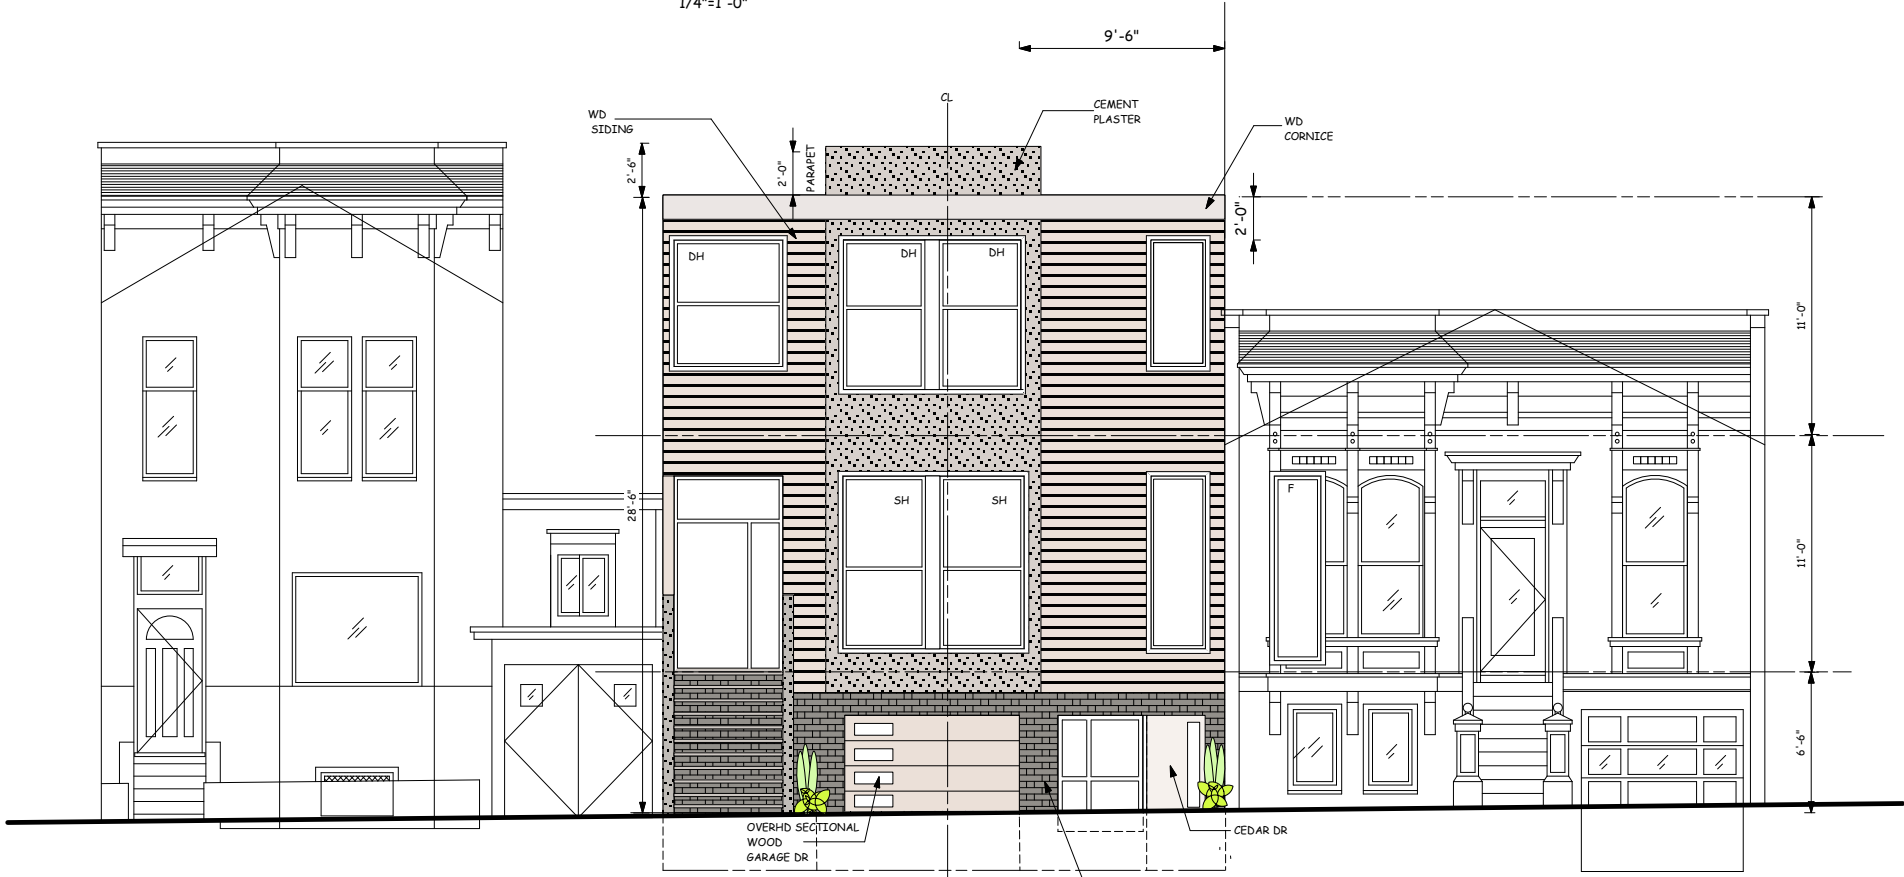 1/4"=1'-0"
9'-6"
CL
CEMENT
PLASTER
WD
SIDING
WD
CORNICE
2'-6"
2'-0"
PARAPET
2'-0"
DH
DH
DH
11'-0"
28'-6"
SH
SH
F
11'-0"
6'-6"
OVERHD SECTIONAL
WOOD
GARAGE DR
CEDAR DR